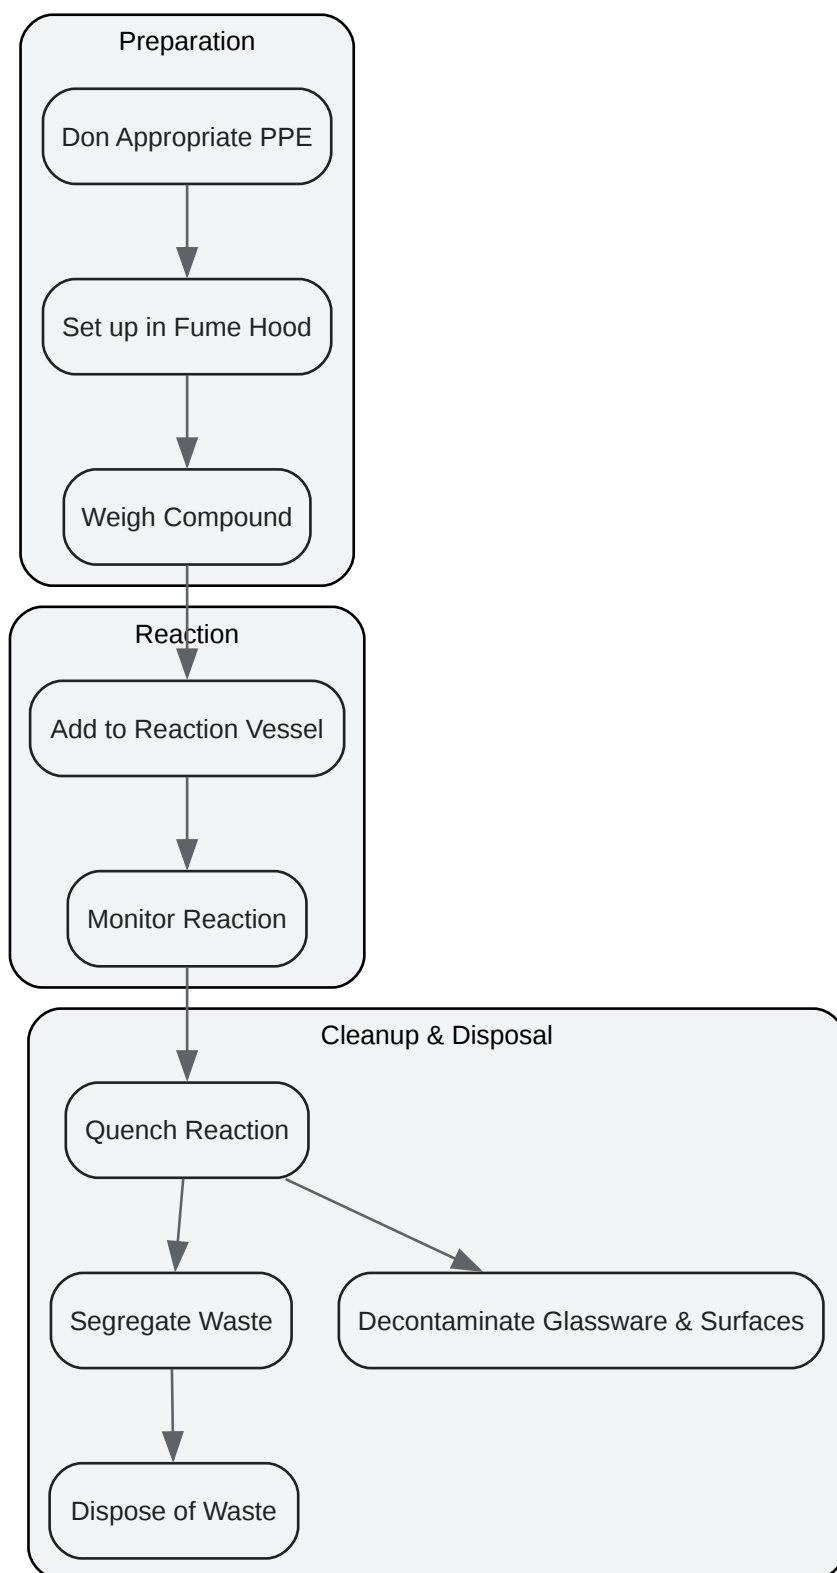 Preparation
Don Appropriate PPE
Set up in Fume Hood
Weigh Compound
Reaction
Add to Reaction Vessel
Monitor Reaction
Cleanup & Disposal
Quench Reaction
Segregate Waste
Decontaminate Glassware & Surfaces
Dispose of Waste